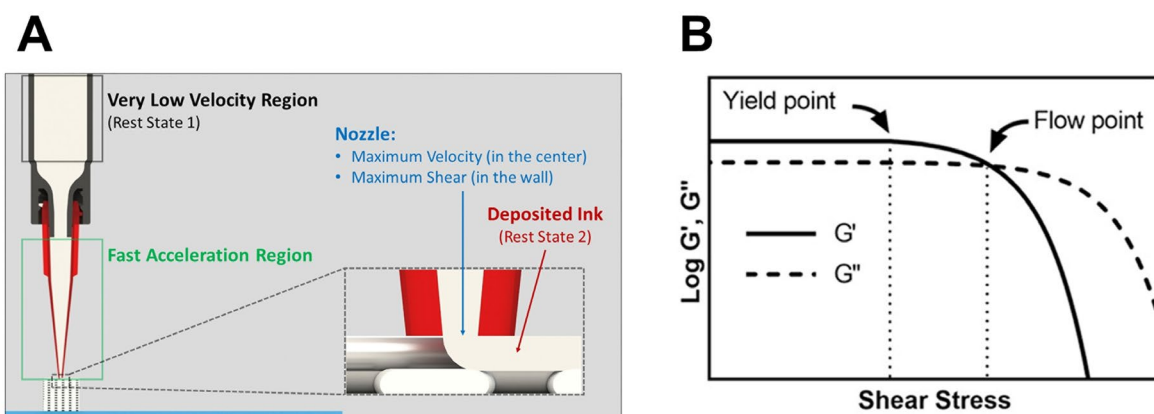 A
Very Low Velocity Region
(Rest State 1)
Nozzle:
• Maximum Velocity (in the center)
• Maximum Shear (in the wall)
Deposited Ink
(Rest State 2)
Fast Acceleration Region
B
Yield point
Flow point
G'
G"
Log G', G"
Shear Stress